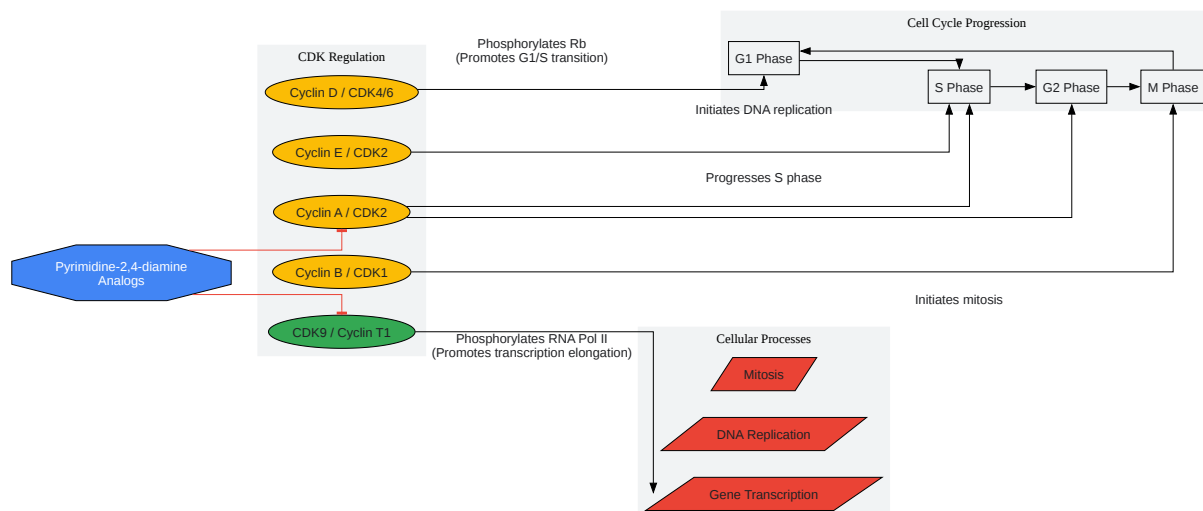 Cell Cycle Progression
CDK Regulation
Phosphorylates Rb
(Promotes G1/S transition)
G1 Phase
S Phase
G2 Phase
M Phase
Cyclin D / CDK4/6
Initiates DNA replication
Cyclin E / CDK2
Progresses S phase
Cyclin A / CDK2
Pyrimidine-2,4-diamine
Analogs
Cyclin B / CDK1
Initiates mitosis
CDK9 / Cyclin T1
Phosphorylates RNA Pol II
(Promotes transcription elongation)
Cellular Processes
Mitosis
DNA Replication
Gene Transcription